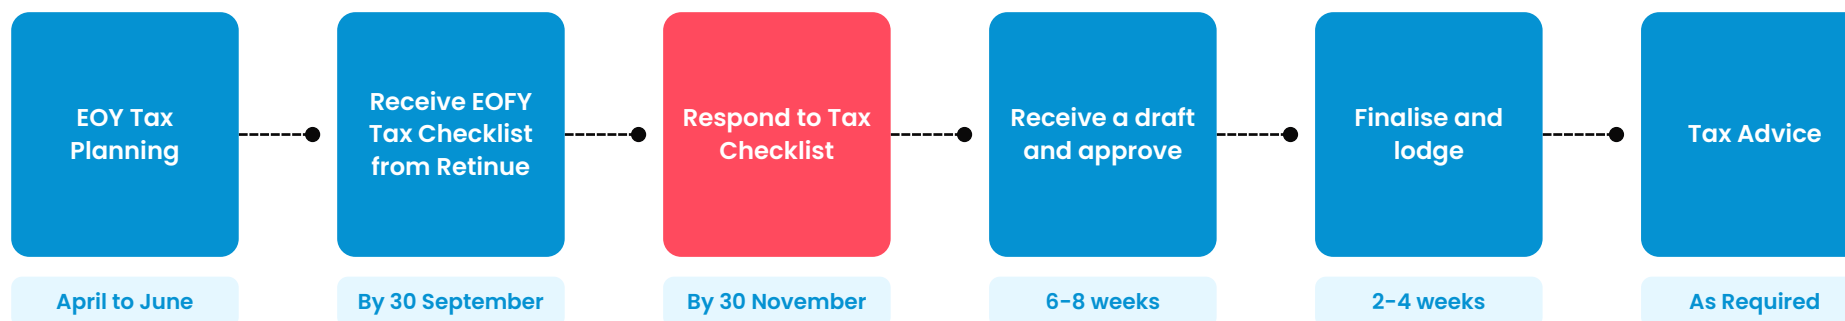 EOY Tax
Planning
Receive EOFY
Tax Checklist
from Retinue
Respond to Tax
Checklist
Receive a draft
and approve
Finalise and
lodge
Tax Advice
April to June
By 30 September
By 30 November
6-8 weeks
2-4 weeks
As Required